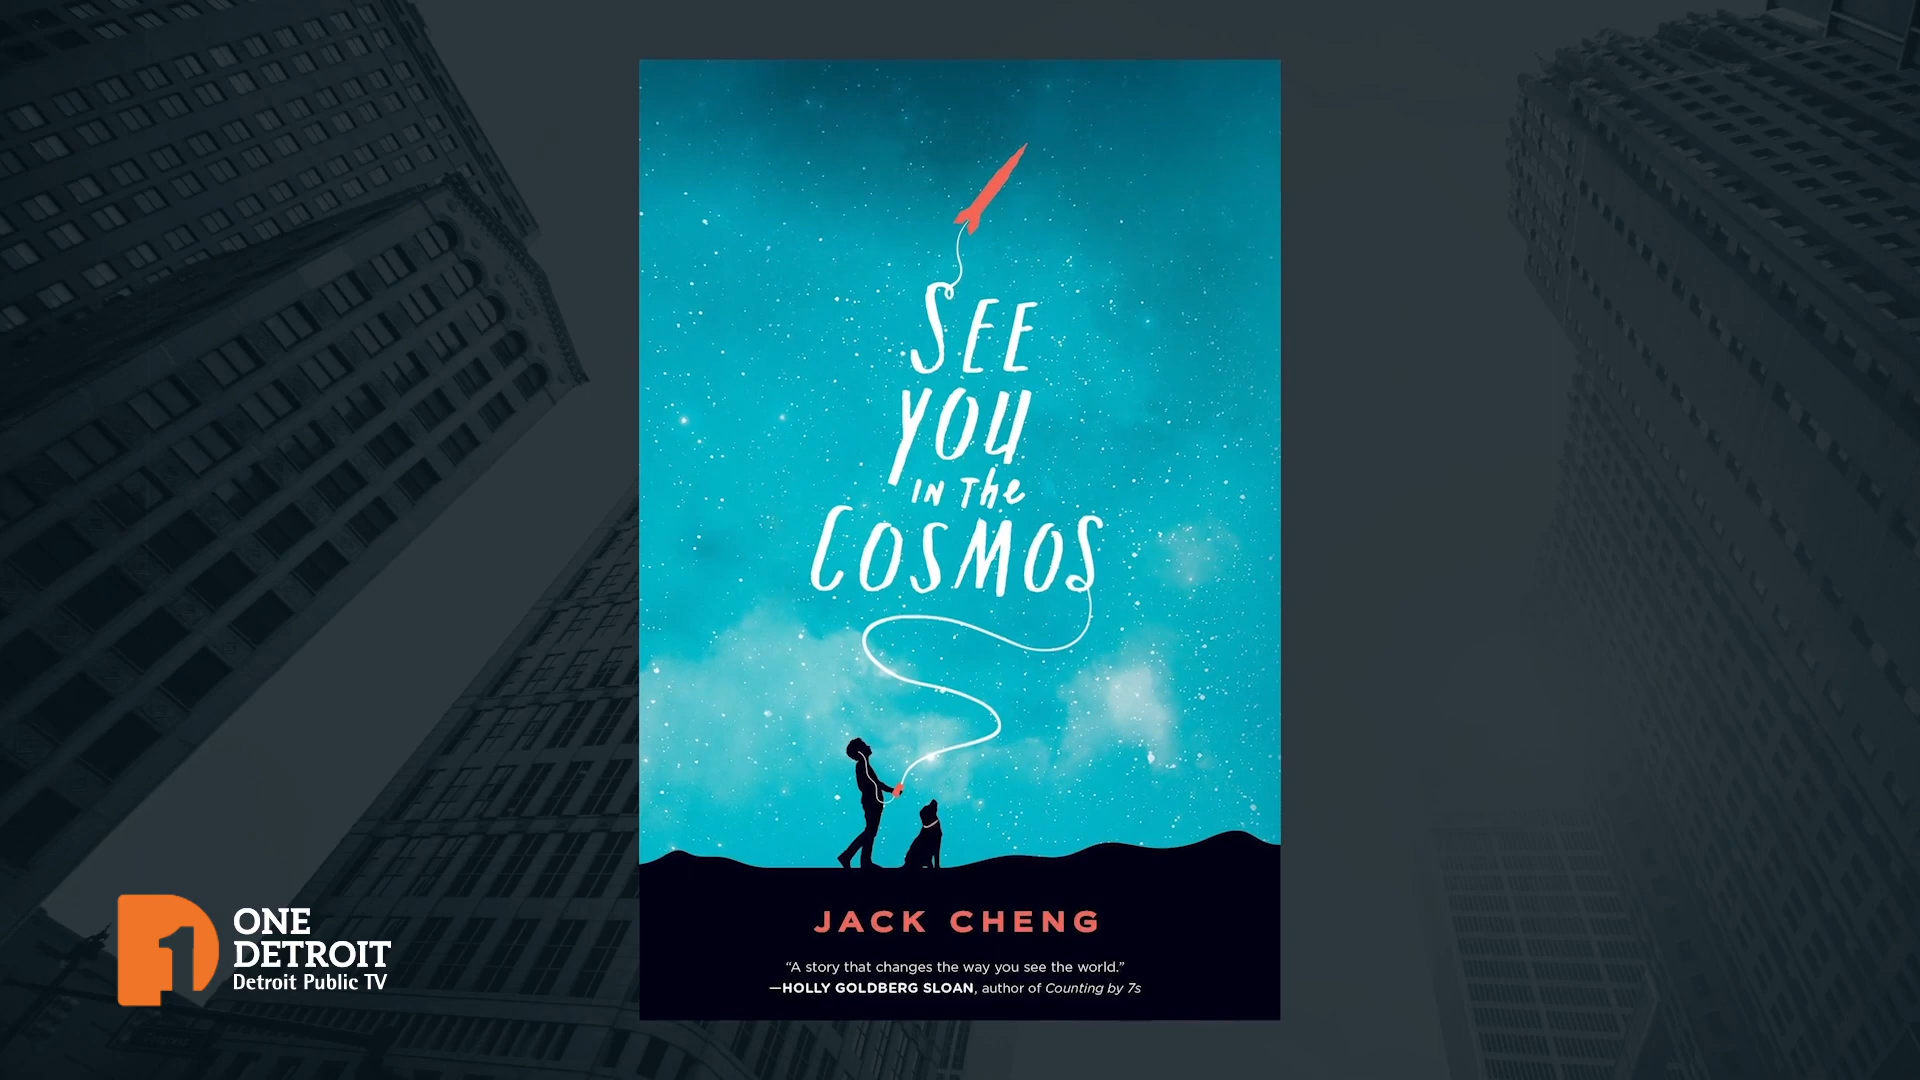 SEE
YOU
IN The
COSMOS
JACK CHENG
“A story that changes the way you see the world.”
—HOLLY GOLDBERG SLOAN, author of Counting by 7s
1
ONE
DETROIT
Detroit Public TV